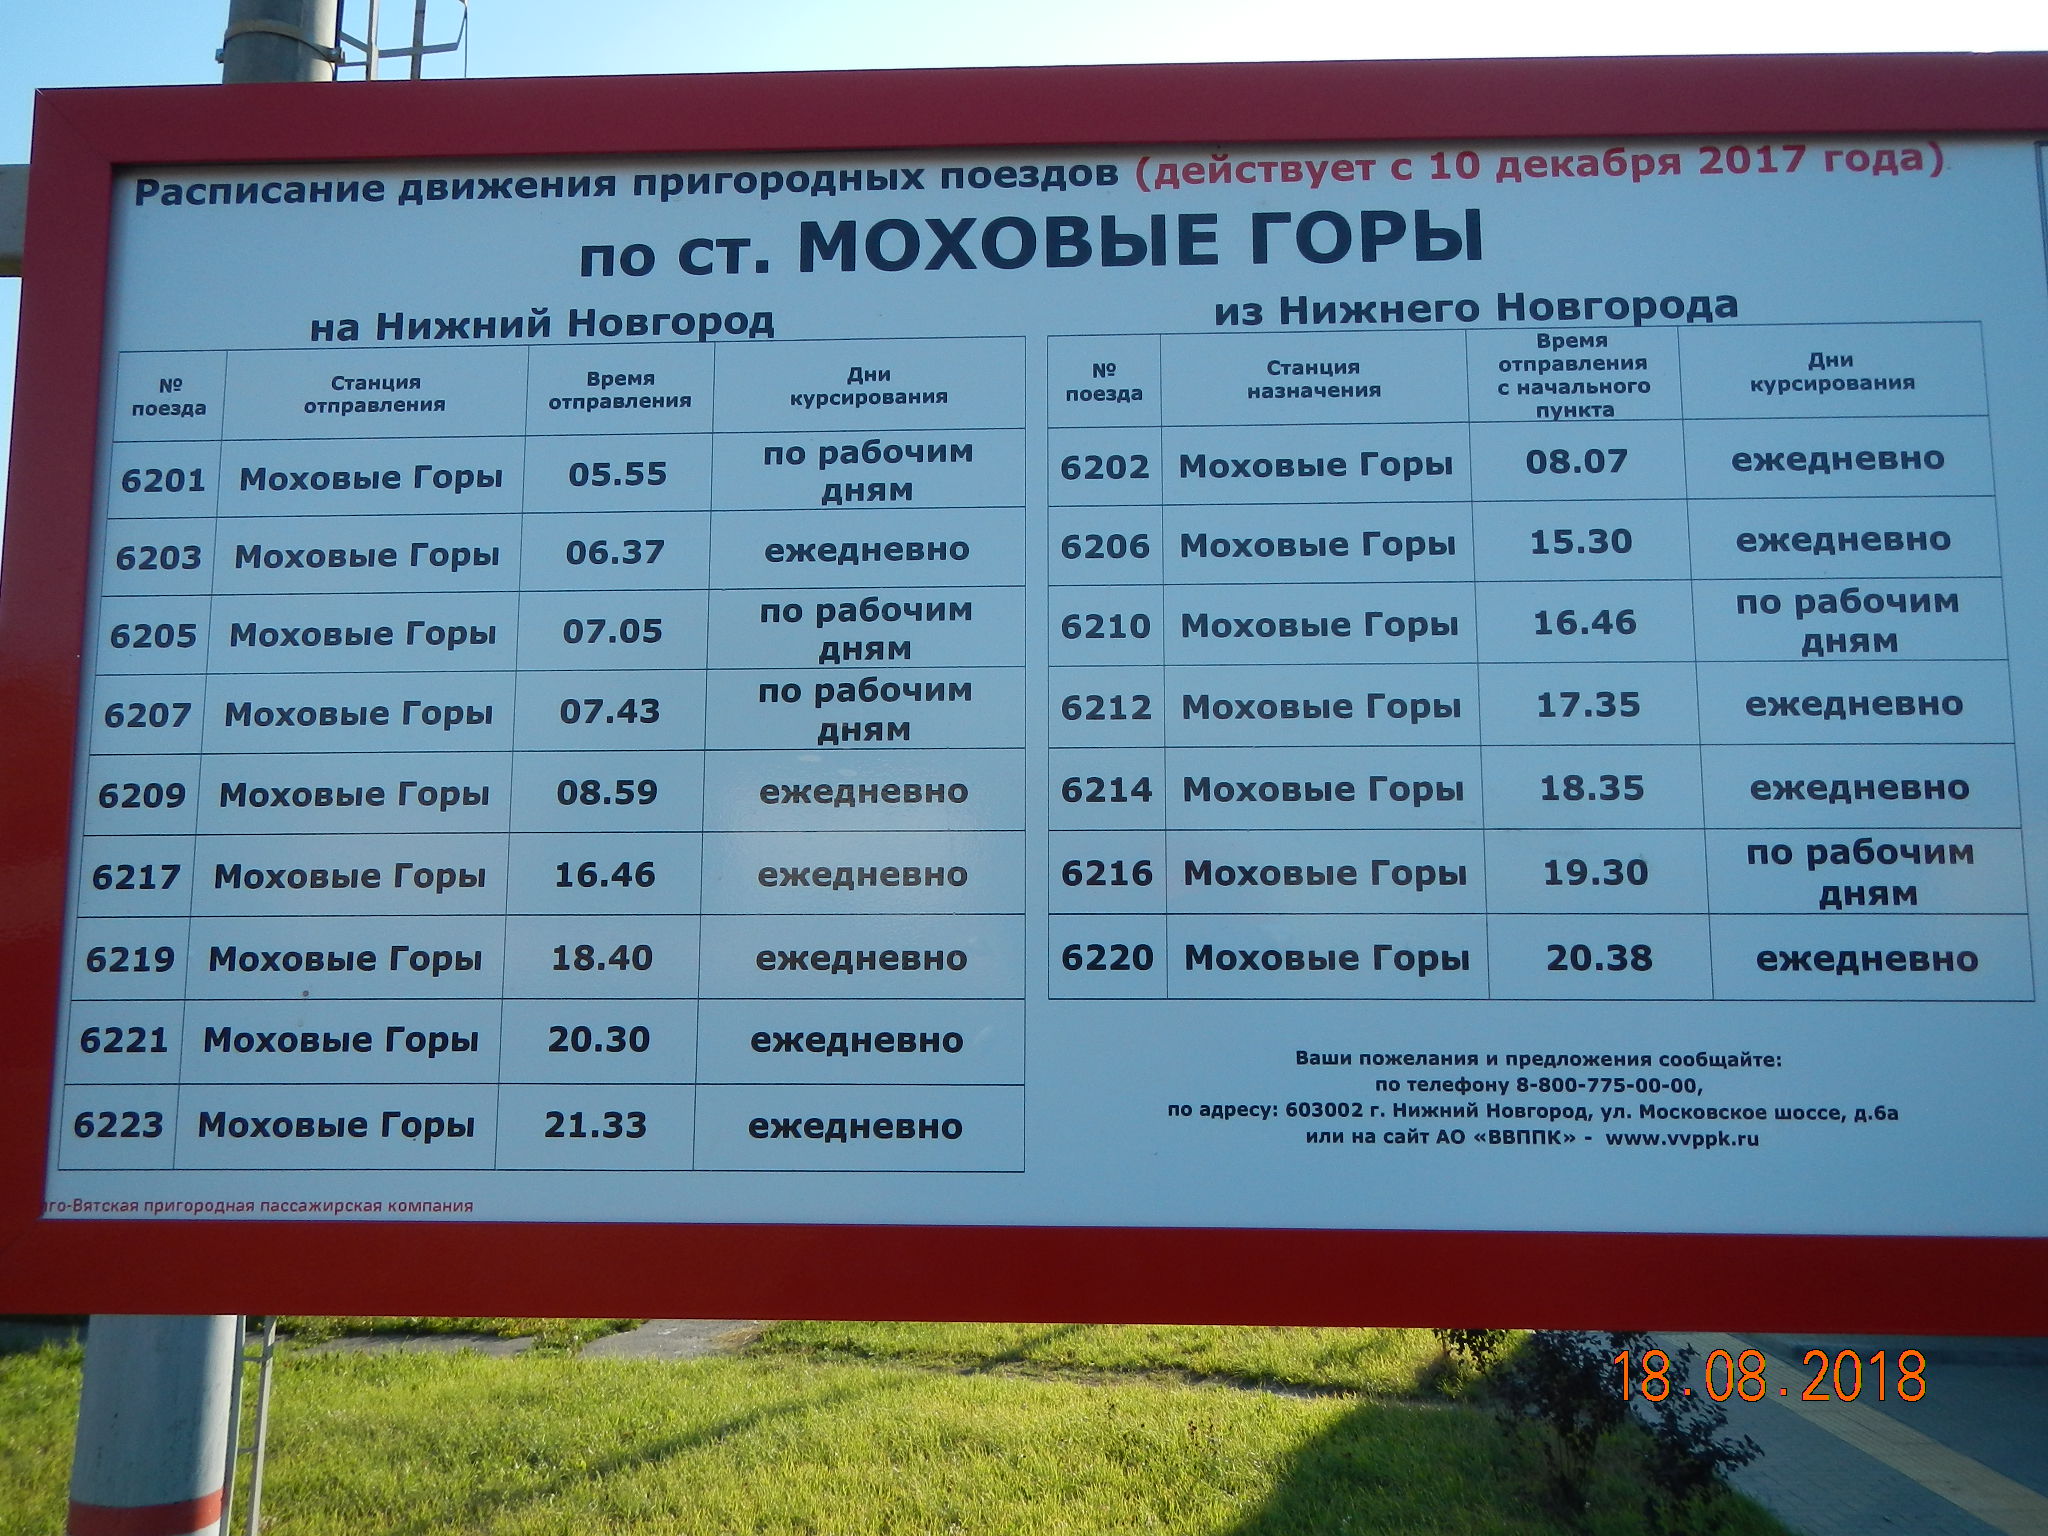 Расписание движения пригородных поездов (действует с 10 декабря 2017 года)
по ст. МОХОВЫЕ ГОРЫ
на Нижний Новгород
№ поезда Станция отправления Время отправления Дни курсирования
6201 Моховые Горы 05.55 по рабочим дням
6203 Моховые Горы 06.37 ежедневно
6205 Моховые Горы 07.05 по рабочим дням
6207 Моховые Горы 07.43 по рабочим дням
6209 Моховые Горы 08.59 ежедневно
6217 Моховые Горы 16.46 ежедневно
6219 Моховые Горы 18.40 ежедневно
6221 Моховые Горы 20.30 ежедневно
6223 Моховые Горы 21.33 ежедневно
из Нижнего Новгорода
№ поезда Станция назначения Время отправления с начального пункта Дни курсирования
6202 Моховые Горы 08.07 ежедневно
6206 Моховые Горы 15.30 ежедневно
6210 Моховые Горы 16.46 по рабочим дням
6212 Моховые Горы 17.35 ежедневно
6214 Моховые Горы 18.35 ежедневно
6216 Моховые Горы 19.30 по рабочим дням
6220 Моховые Горы 20.38 ежедневно
Ваши пожелания и предложения сообщайте:
по телефону 8-800-775-00-00,
по адресу: 603002 г. Нижний Новгород, ул. Московское шоссе, д.6а
или на сайт АО «ВВППК» - www.vvppk.ru
го-Вятская пригородная пассажирская компания
18.08.2018